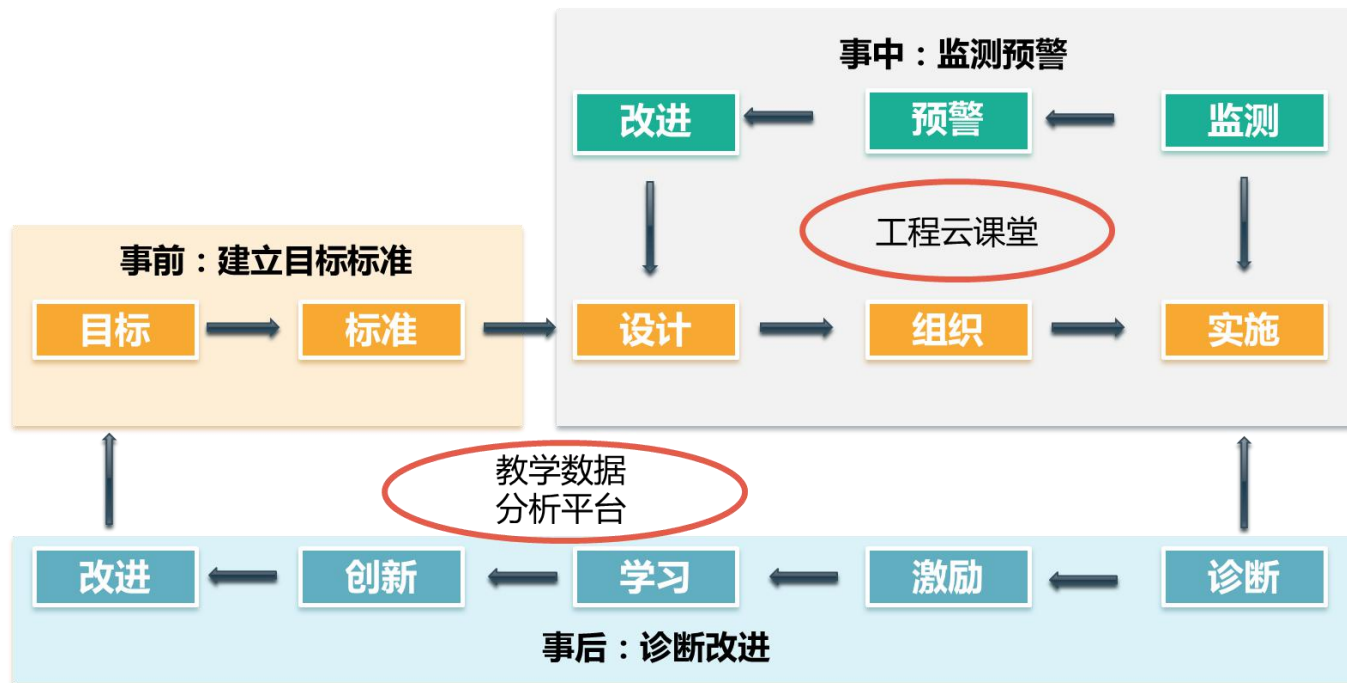 事中：监测预警
改进
预警
监测
工程云课堂
事前：建立目标标准
目标
标准
设计
组织
实施
教学数据
分析平台
改进
创新
学习
激励
诊断
事后：诊断改进